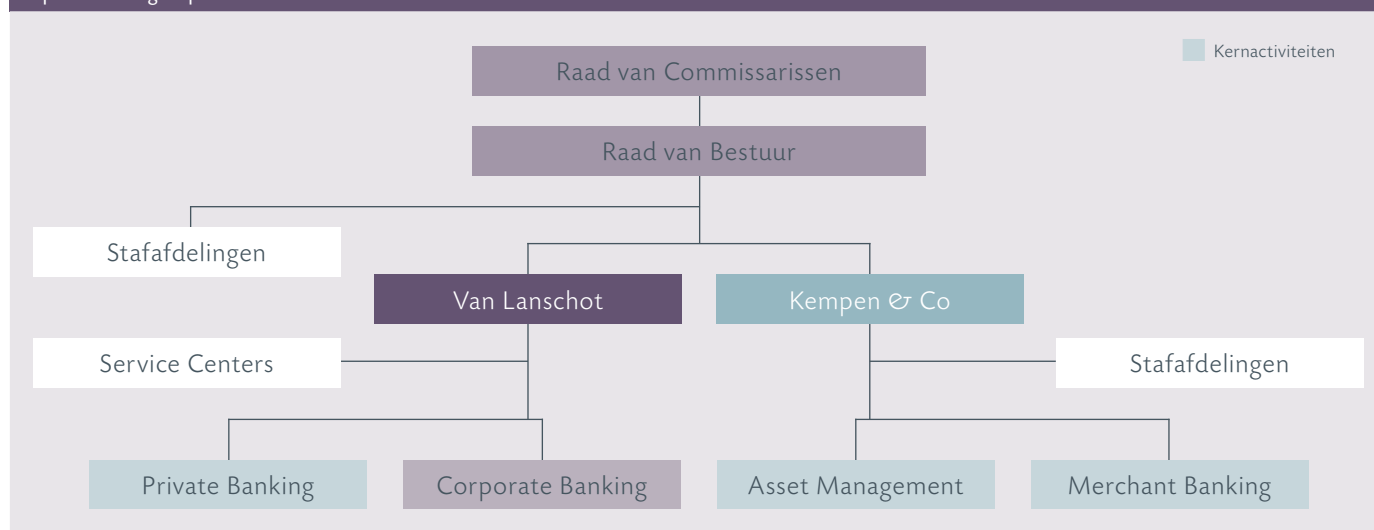 Raad van Commissarissen
Kernactiviteiten
Raad van Bestuur
Stafafdelingen
Van Lanschot
Kempen & Co
Service Centers
Stafafdelingen
Private Banking
Corporate Banking
Asset Management
Merchant Banking